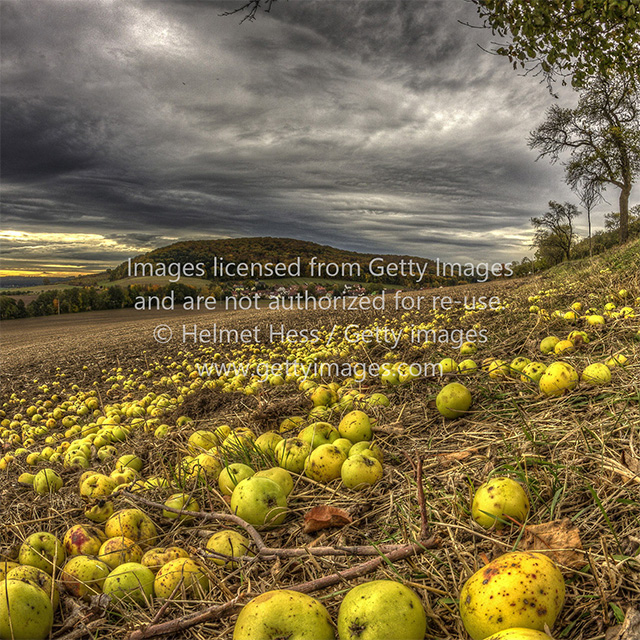 Images licensed from Getty Images
and are not authorized for re-use
© Helmet Hess / Getty Images
www.gettyimages.com